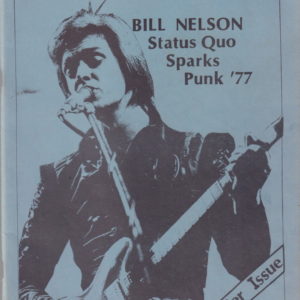 BILL NELSON
Status Quo
Sparks
Punk '77
Issue